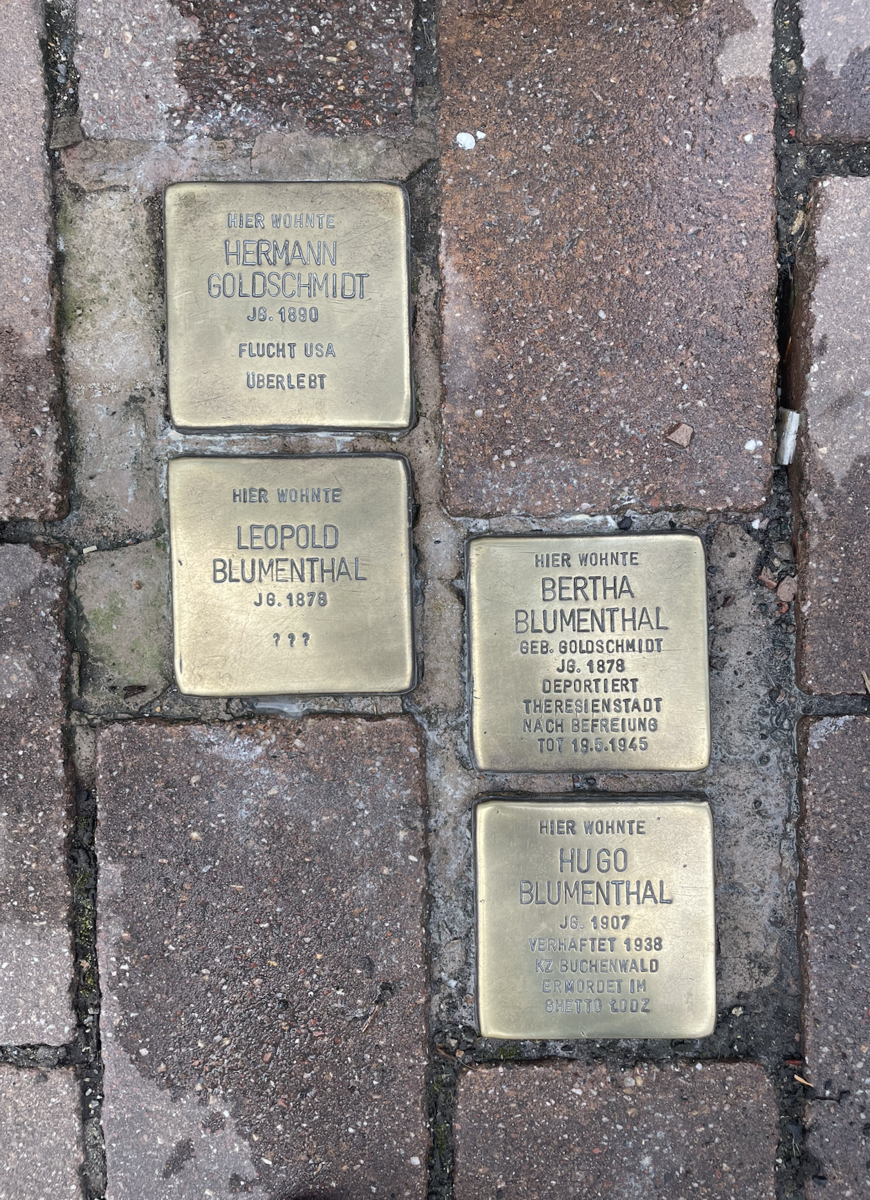 HIER WOHNTE
HERMANN
GOLDSCHMIDT
JG. 1890
FLUCHT USA
ÜBERLEBT
HIER WOHNTE
LEOPOLD
BLUMENTHAL
JG. 1878
???
HIER WOHNTE
BERTHA
BLUMENTHAL
GEB. GOLDSCHMIDT
JG. 1878
DEPORTIERT
THERESIENSTADT
NACH BEFREIUNG
TOT 19.5.1945
HIER WOHNTE
HUGO
BLUMENTHAL
JG. 1907
VERHAFTET 1938
KZ BUCHENWALD
ERMORDET IM
GHETTO ŁODZ